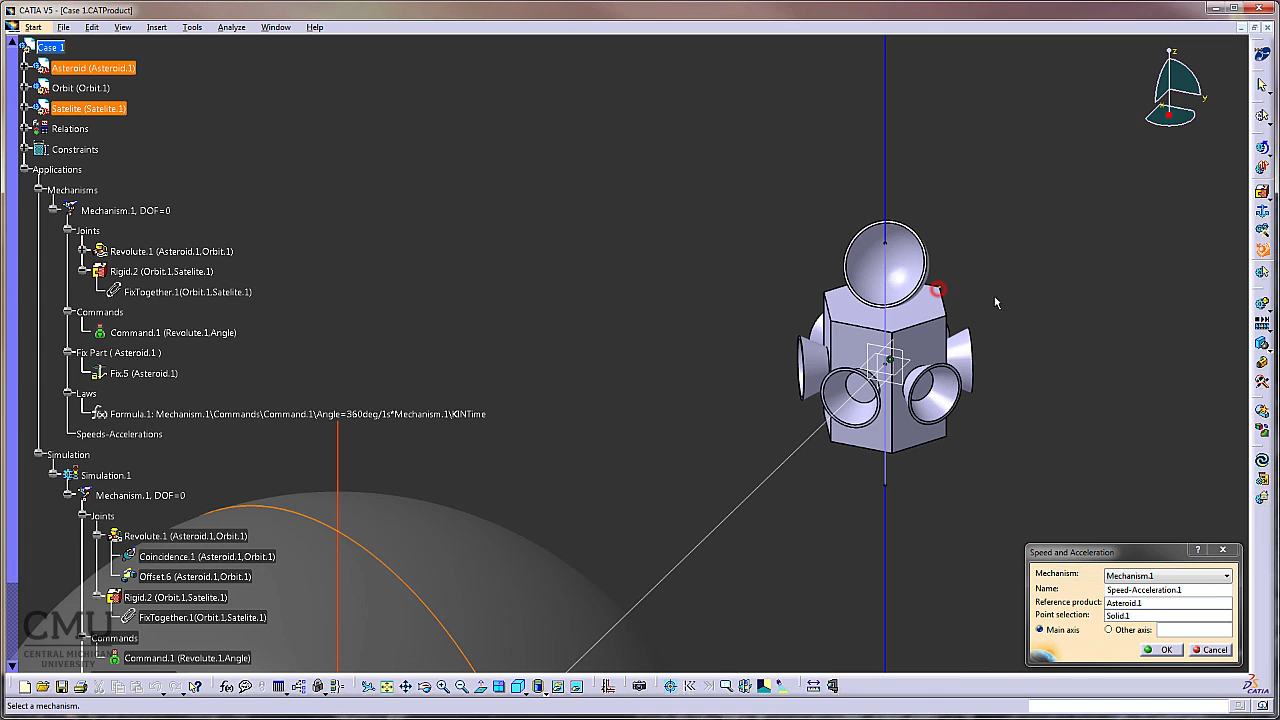 CATIA V5 - [Case 1.CATProduct]
Start File Edit View Insert Tools Analyze Window Help
Case 1
Asteroid (Asteroid.1)
Orbit (Orbit.1)
Satelite (Satelite.1)
Relations
Constraints
Applications
Mechanisms
Mechanism.1, DOF=0
Joints
Revolute.1 (Asteroid.1,Orbit.1)
Rigid.2 (Orbit.1,Satelite.1)
FixTogether.1(Orbit.1,Satelite.1)
Commands
Command.1 (Revolute.1,Angle)
Fix Part ( Asteroid.1 )
Fix.5 (Asteroid.1)
Laws
Formula.1: Mechanism.1\Commands\Command.1\Angle=360deg/1s*Mechanism.1\KINTime
Speeds-Accelerations
Simulation
Simulation.1
Mechanism.1, DOF=0
Joints
Revolute.1 (Asteroid.1,Orbit.1)
Coincidence.1 (Asteroid.1,Orbit.1)
Offset.6 (Asteroid.1,Orbit.1)
Rigid.2 (Orbit.1,Satelite.1)
FixTogether.1(Orbit.1,Satelite.1)
Commands
Command.1 (Revolute.1,Angle)
CMU
CENTRAL MICHIGAN
UNIVERSITY
z
y
x
Speed and Acceleration
Mechanism: Mechanism.1
Name: Speed-Acceleration.1
Reference product: Asteroid.1
Point selection: Solid.1
Main axis Other axis:
OK Cancel
CATIA
Select a mechanism.